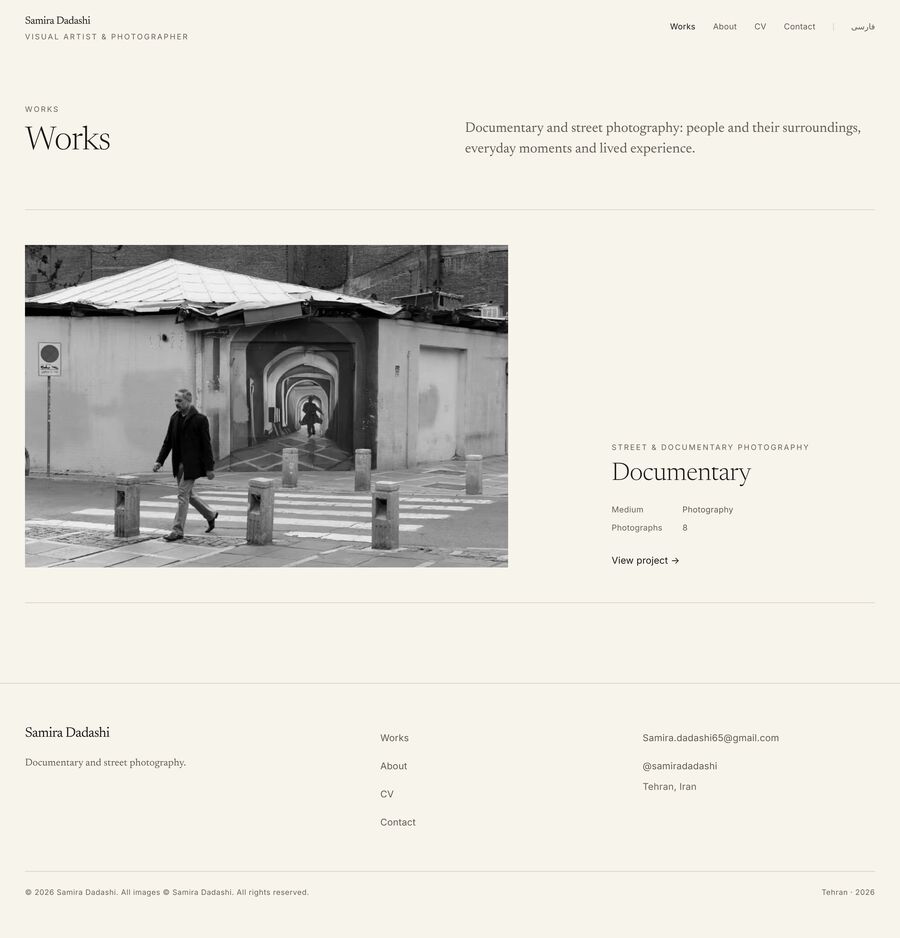 Samira Dadashi
VISUAL ARTIST & PHOTOGRAPHER
Works
About
CV
Contact
فارسی
WORKS
Works
Documentary and street photography: people and their surroundings,
everyday moments and lived experience.
STREET & DOCUMENTARY PHOTOGRAPHY
Documentary
Medium Photography
Photographs 8
View project →
Samira Dadashi
Documentary and street photography.
Works
About
CV
Contact
Samira.dadashi65@gmail.com
@samiradadashi
Tehran, Iran
© 2026 Samira Dadashi. All images © Samira Dadashi. All rights reserved.
Tehran · 2026